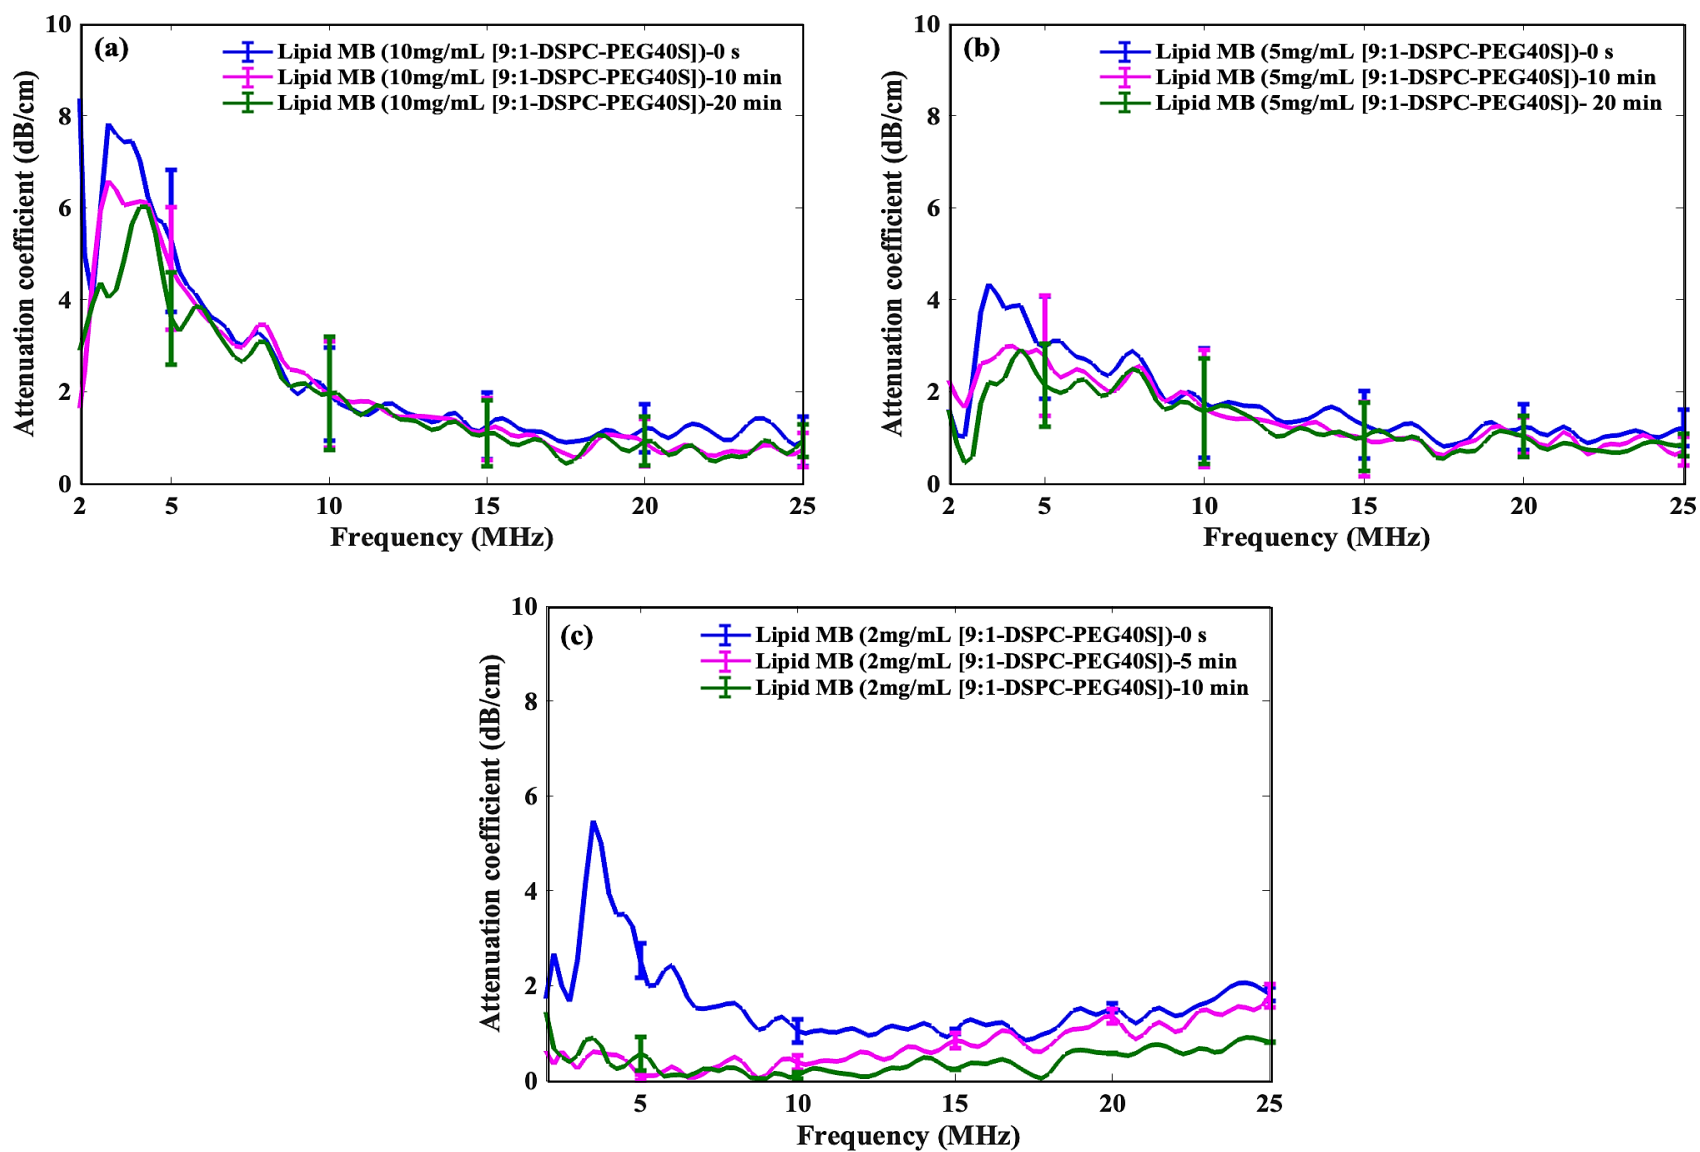 (a)
Lipid MB (10mg/mL [9:1-DSPC-PEG40S])-0 s
Lipid MB (10mg/mL [9:1-DSPC-PEG40S])-10 min
Lipid MB (10mg/mL [9:1-DSPC-PEG40S])-20 min
Attenuation coefficient (dB/cm)
10
8
6
4
2
0
2 5 10 15 20 25
Frequency (MHz)
(b)
Lipid MB (5mg/mL [9:1-DSPC-PEG40S])-0 s
Lipid MB (5mg/mL [9:1-DSPC-PEG40S])-10 min
Lipid MB (5mg/mL [9:1-DSPC-PEG40S])- 20 min
Attenuation coefficient (dB/cm)
10
8
6
4
2
0
2 5 10 15 20 25
Frequency (MHz)
(c)
Lipid MB (2mg/mL [9:1-DSPC-PEG40S])-0 s
Lipid MB (2mg/mL [9:1-DSPC-PEG40S])-5 min
Lipid MB (2mg/mL [9:1-DSPC-PEG40S])-10 min
Attenuation coefficient (dB/cm)
10
8
6
4
2
0
5 10 15 20 25
Frequency (MHz)